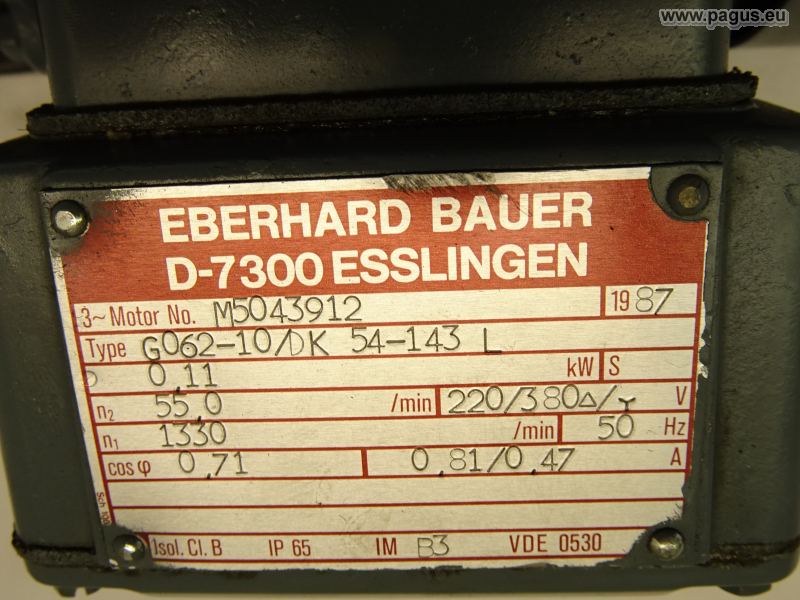 www.pagus.eu
EBERHARD BAUER
D-7300 ESSLINGEN
3~ Motor No. M5043912 1987
Type G062-10/DK 54-143 L
0,11 kW S
n₂ 55,0 /min 220/380△/Y V
n₁ 1330 /min 50 Hz
cos φ 0,71 0,81/0,47 A
Isol. Cl. B IP 65 IM B3 VDE 0530